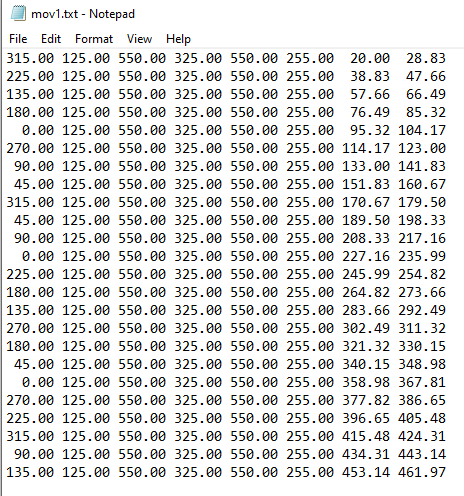 mov1.txt - Notepad
File Edit Format View Help
315.00 125.00 550.00 325.00 550.00 255.00 20.00 28.83
225.00 125.00 550.00 325.00 550.00 255.00 38.83 47.66
135.00 125.00 550.00 325.00 550.00 255.00 57.66 66.49
180.00 125.00 550.00 325.00 550.00 255.00 76.49 85.32
0.00 125.00 550.00 325.00 550.00 255.00 95.32 104.17
270.00 125.00 550.00 325.00 550.00 255.00 114.17 123.00
90.00 125.00 550.00 325.00 550.00 255.00 133.00 141.83
45.00 125.00 550.00 325.00 550.00 255.00 151.83 160.67
315.00 125.00 550.00 325.00 550.00 255.00 170.67 179.50
45.00 125.00 550.00 325.00 550.00 255.00 189.50 198.33
90.00 125.00 550.00 325.00 550.00 255.00 208.33 217.16
0.00 125.00 550.00 325.00 550.00 255.00 227.16 235.99
225.00 125.00 550.00 325.00 550.00 255.00 245.99 254.82
180.00 125.00 550.00 325.00 550.00 255.00 264.82 273.66
135.00 125.00 550.00 325.00 550.00 255.00 283.66 292.49
270.00 125.00 550.00 325.00 550.00 255.00 302.49 311.32
180.00 125.00 550.00 325.00 550.00 255.00 321.32 330.15
45.00 125.00 550.00 325.00 550.00 255.00 340.15 348.98
0.00 125.00 550.00 325.00 550.00 255.00 358.98 367.81
270.00 125.00 550.00 325.00 550.00 255.00 377.82 386.65
225.00 125.00 550.00 325.00 550.00 255.00 396.65 405.48
315.00 125.00 550.00 325.00 550.00 255.00 415.48 424.31
90.00 125.00 550.00 325.00 550.00 255.00 434.31 443.14
135.00 125.00 550.00 325.00 550.00 255.00 453.14 461.97